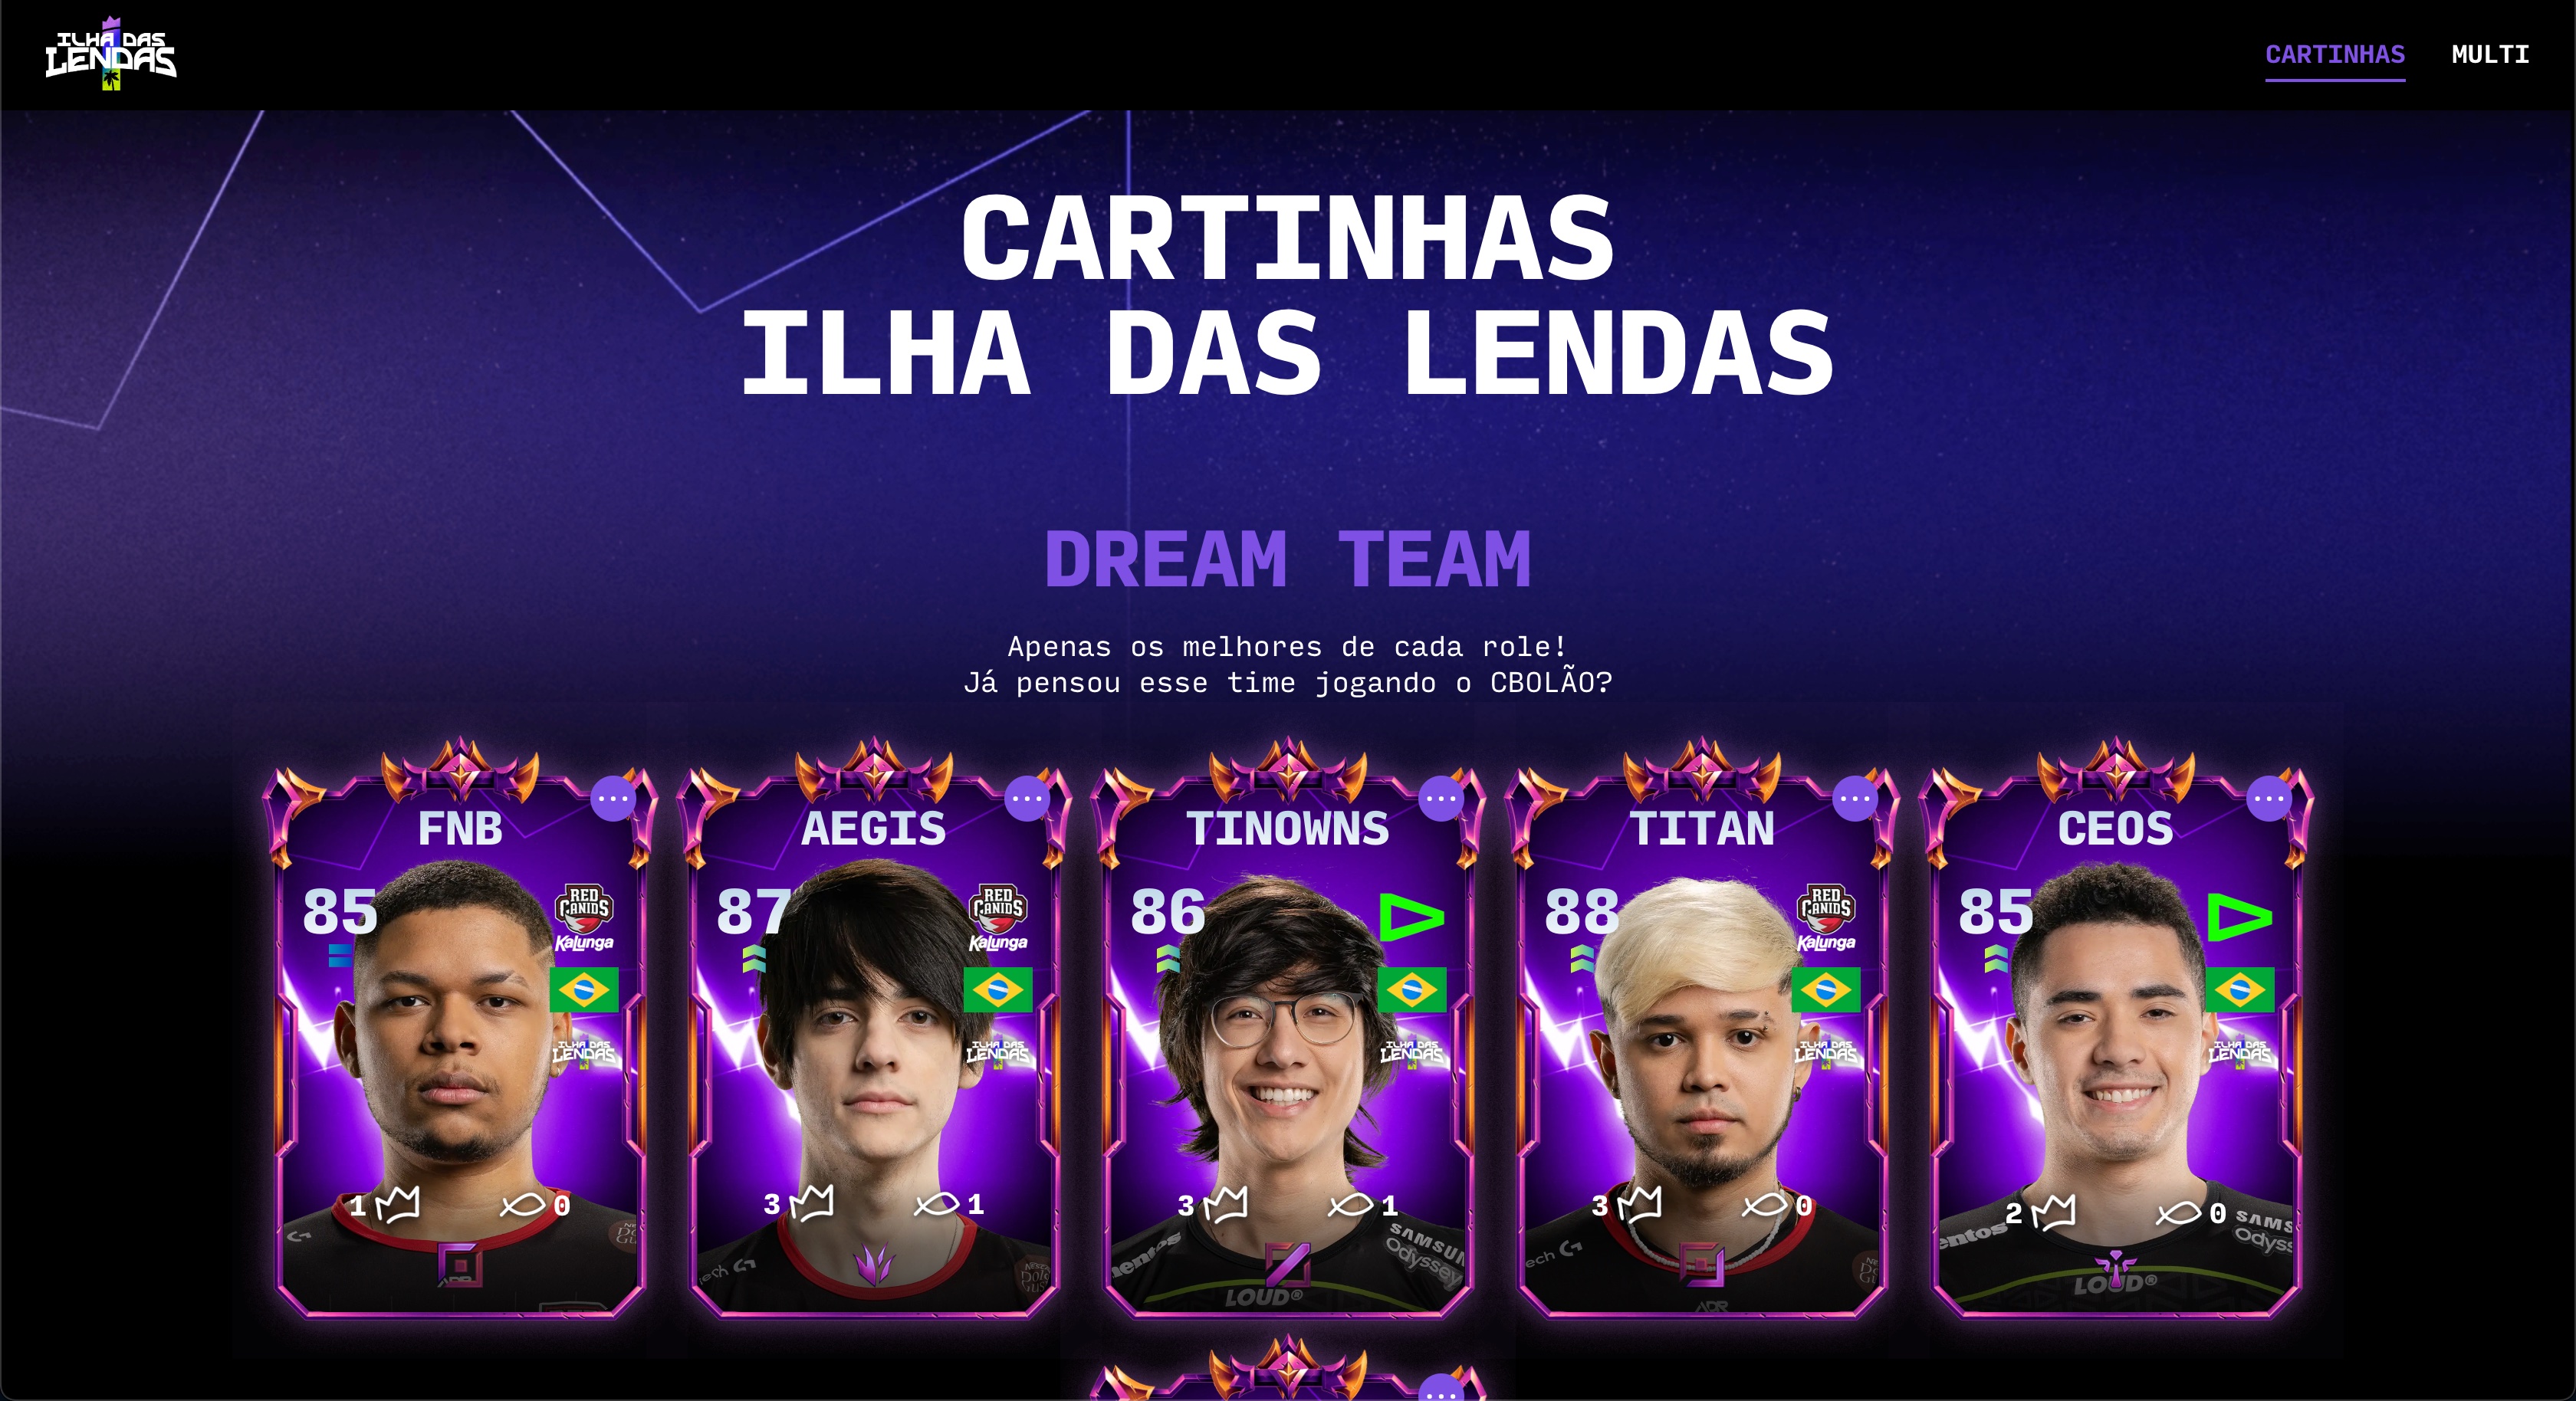 ILHA DAS
LENDAS
CARTINHAS
MULTI
CARTINHAS
ILHA DAS LENDAS
DREAM TEAM
Apenas os melhores de cada role!
Já pensou esse time jogando o CBOLÃO?
FNB
85
RED
CANIDS
Kalunga
ILHA DAS
LENDAS
1
0
AEGIS
87
RED
CANIDS
Kalunga
ILHA DAS
LENDAS
3
1
TINOWNS
86
ILHA DAS
LENDAS
3
1
SAMSUN
Odyssey
LOUD®
TITAN
88
RED
CANIDS
Kalunga
ILHA DAS
LENDAS
3
0
CEOS
85
ILHA DAS
LENDAS
2
0
SAMS
Odyss
LOUD®